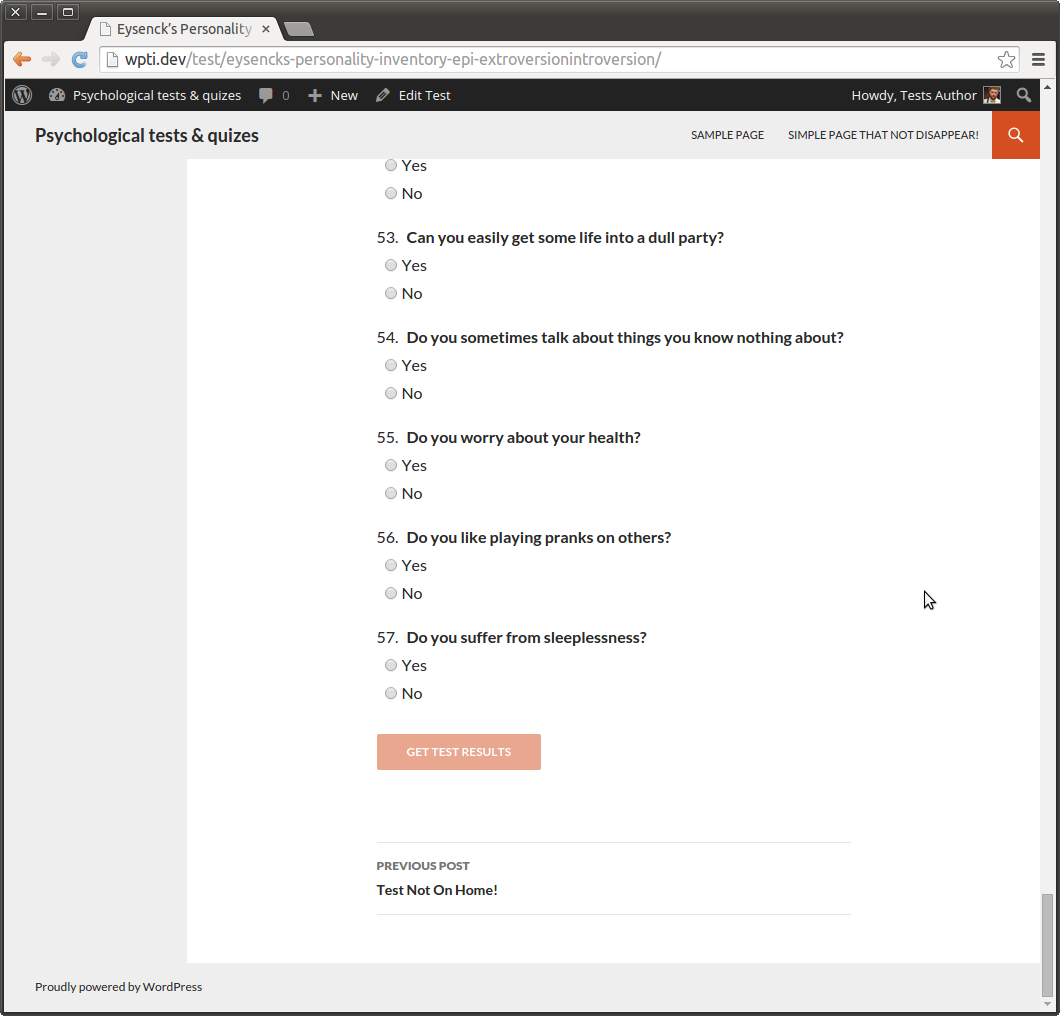 Eysenck's Personality
wpti.dev/test/eysencks-personality-inventory-epi-extroversionintroversion/
Psychological tests & quizes 0 New Edit Test Howdy, Tests Author
Psychological tests & quizes SAMPLE PAGE SIMPLE PAGE THAT NOT DISAPPEAR!
Yes
No
53. Can you easily get some life into a dull party?
Yes
No
54. Do you sometimes talk about things you know nothing about?
Yes
No
55. Do you worry about your health?
Yes
No
56. Do you like playing pranks on others?
Yes
No
57. Do you suffer from sleeplessness?
Yes
No
GET TEST RESULTS
PREVIOUS POST
Test Not On Home!
Proudly powered by WordPress